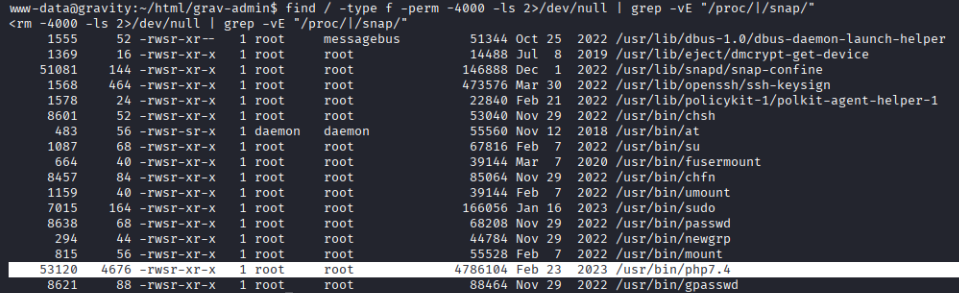 www-data@gravity:~/html/grav-admin$ find / -type f -perm -4000 -ls 2>/dev/null | grep -vE "/proc/|/snap/"
<rm -4000 -ls 2>/dev/null | grep -vE "/proc/|/snap/"
1555 52 -rwsr-xr-- 1 root messagebus 51344 Oct 25 2022 /usr/lib/dbus-1.0/dbus-daemon-launch-helper
1369 16 -rwsr-xr-x 1 root root 14488 Jul 8 2019 /usr/lib/eject/dmcrypt-get-device
51081 144 -rwsr-xr-x 1 root root 146888 Dec 1 2022 /usr/lib/snapd/snap-confine
1568 464 -rwsr-xr-x 1 root root 473576 Mar 30 2022 /usr/lib/openssh/ssh-keysign
1578 24 -rwsr-xr-x 1 root root 22840 Feb 21 2022 /usr/lib/policykit-1/polkit-agent-helper-1
8601 52 -rwsr-xr-x 1 root root 53040 Nov 29 2022 /usr/bin/chsh
483 56 -rwsr-sr-x 1 daemon daemon 55560 Nov 12 2018 /usr/bin/at
1087 68 -rwsr-xr-x 1 root root 67816 Feb 7 2022 /usr/bin/su
664 40 -rwsr-xr-x 1 root root 39144 Mar 7 2020 /usr/bin/fusermount
8457 84 -rwsr-xr-x 1 root root 85064 Nov 29 2022 /usr/bin/chfn
1159 40 -rwsr-xr-x 1 root root 39144 Feb 7 2022 /usr/bin/umount
7015 164 -rwsr-xr-x 1 root root 166056 Jan 16 2023 /usr/bin/sudo
8638 68 -rwsr-xr-x 1 root root 68208 Nov 29 2022 /usr/bin/passwd
294 44 -rwsr-xr-x 1 root root 44784 Nov 29 2022 /usr/bin/newgrp
815 56 -rwsr-xr-x 1 root root 55528 Feb 7 2022 /usr/bin/mount
53120 4676 -rwsr-xr-x 1 root root 4786104 Feb 23 2023 /usr/bin/php7.4
8621 88 -rwsr-xr-x 1 root root 88464 Nov 29 2022 /usr/bin/gpasswd